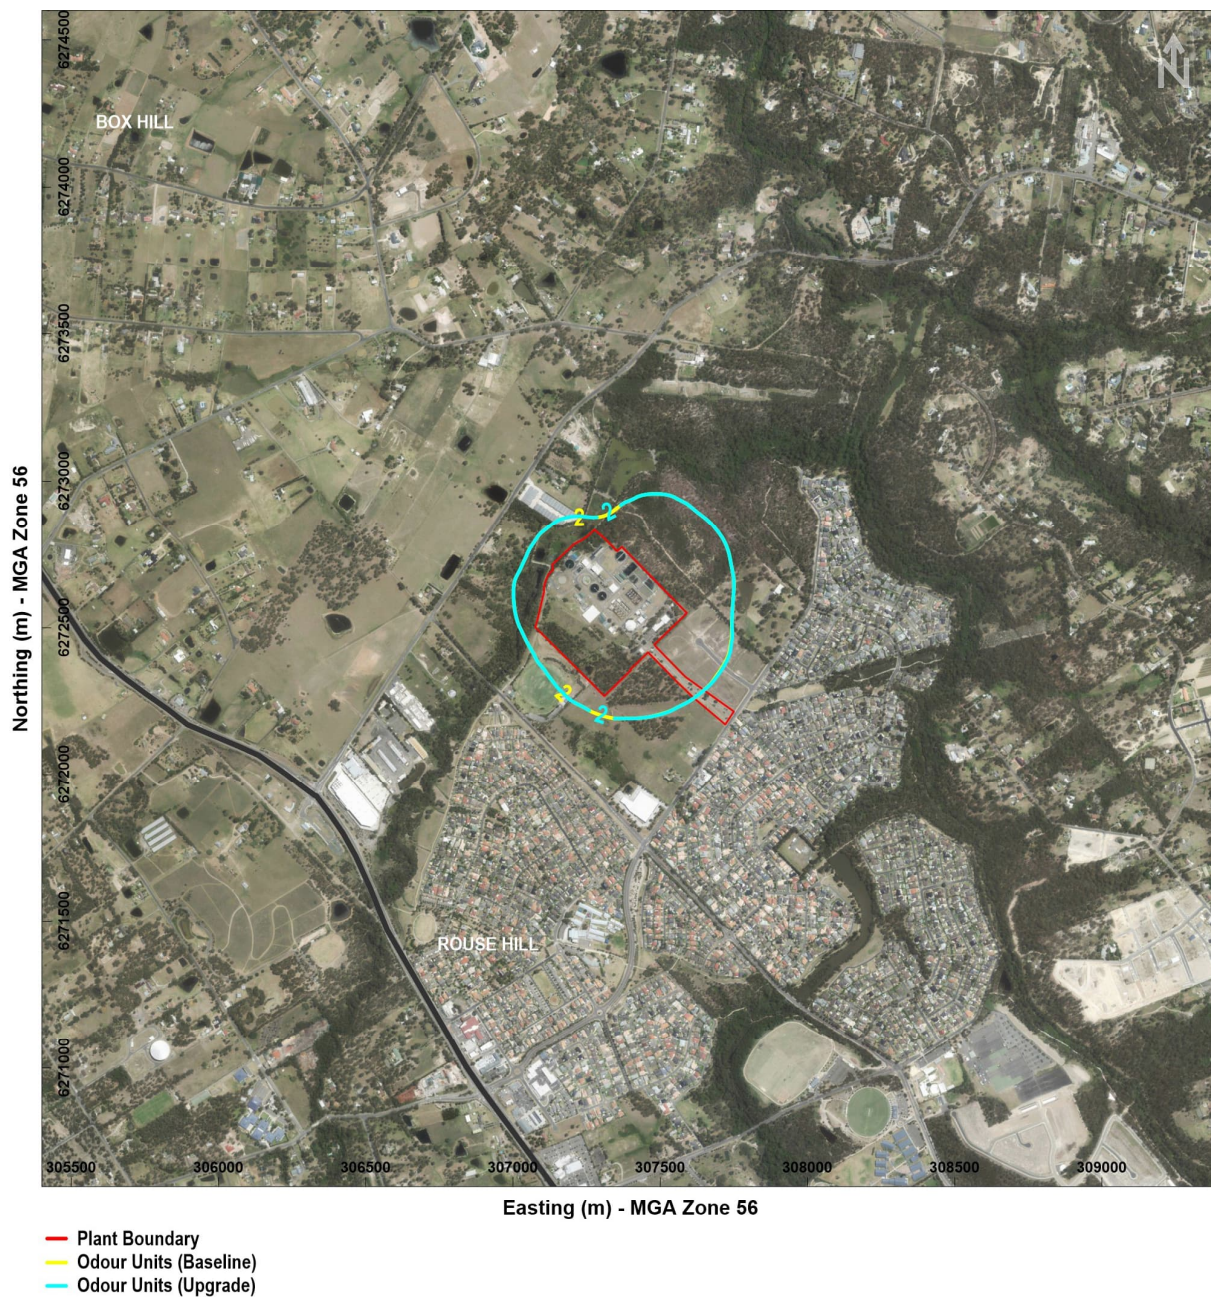 N
BOX HILL
6274500
6274000
6273500
6273000
6272500
6272000
6271500
6271000
Northing (m) - MGA Zone 56
2
2
2
2
ROUSE HILL
305500 306000 306500 307000 307500 308000 308500 309000
Easting (m) - MGA Zone 56
Plant Boundary
Odour Units (Baseline)
Odour Units (Upgrade)